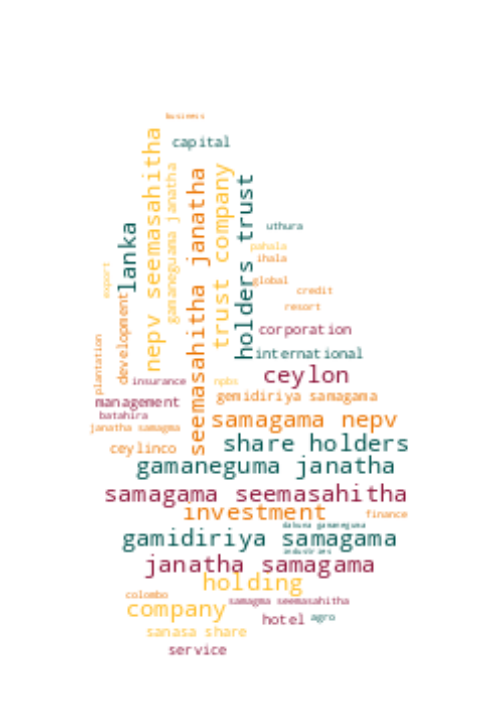 business
capital
nepv seemasahitha
gamaneguama janatha
seemasahitha janatha
trust company
holders trust
lanka
uthura
pahala
ihala
global
export
credit
resort
development
corporation
plantation
international
ceylon
insurance
npbs
management
gemidiriya samagama
batahira
samagama nepv
janatha samagma
share holders
ceylinco
gamaneguma janatha
samagama seemasahitha
investment
finance
dakuna gamaneguma
gamidiriya samagama
industries
janatha samagama
holding
colombo
samagma seemasahitha
company
hotel
agro
sanasa share
service